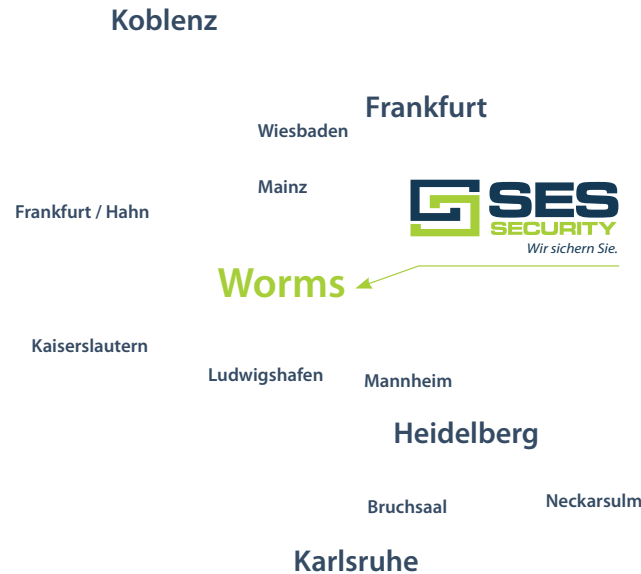 Koblenz
Frankfurt
Wiesbaden
Mainz
Frankfurt / Hahn
SES
SECURITY
Wir sichern Sie.
Worms
Kaiserslautern
Ludwigshafen
Mannheim
Heidelberg
Bruchsaal
Neckarsulm
Karlsruhe